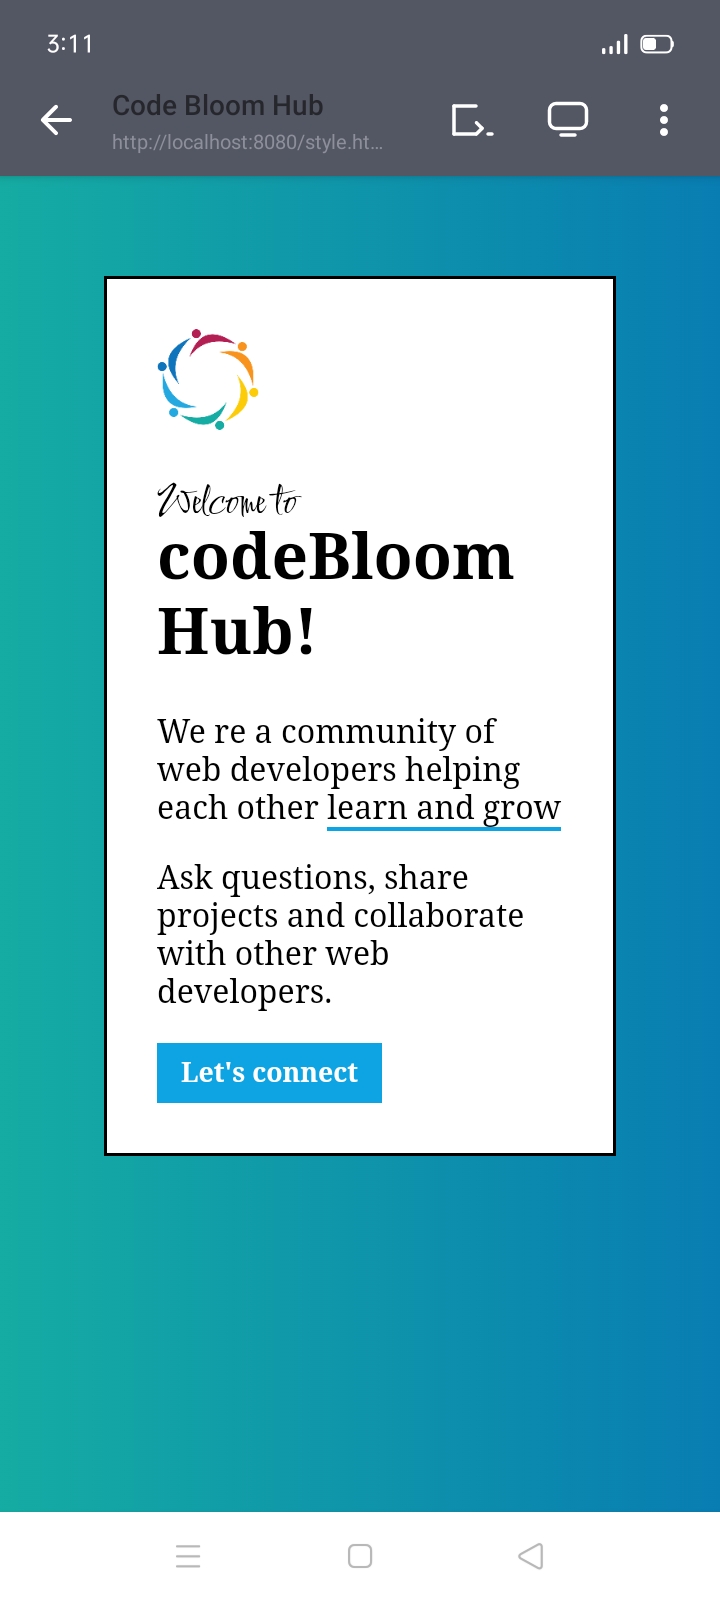 3:11
Code Bloom Hub
http://localhost:8080/style.ht...
Welcome to
codeBloom
Hub!
We re a community of
web developers helping
each other learn and grow
Ask questions, share
projects and collaborate
with other web
developers.
Let's connect